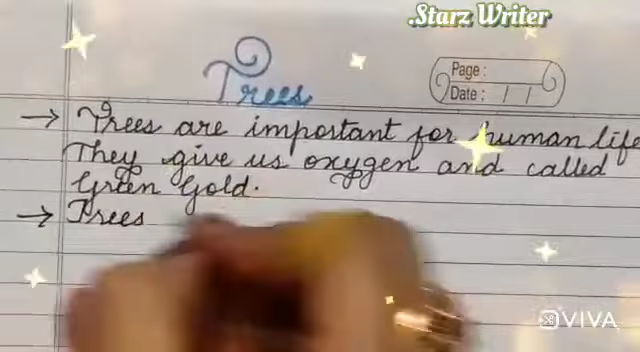 .Starz Writer
Trees
Page :
Date : / /
→ Trees are important for human life
They give us oxygen and called
Green Gold.
→ Trees
VIVA